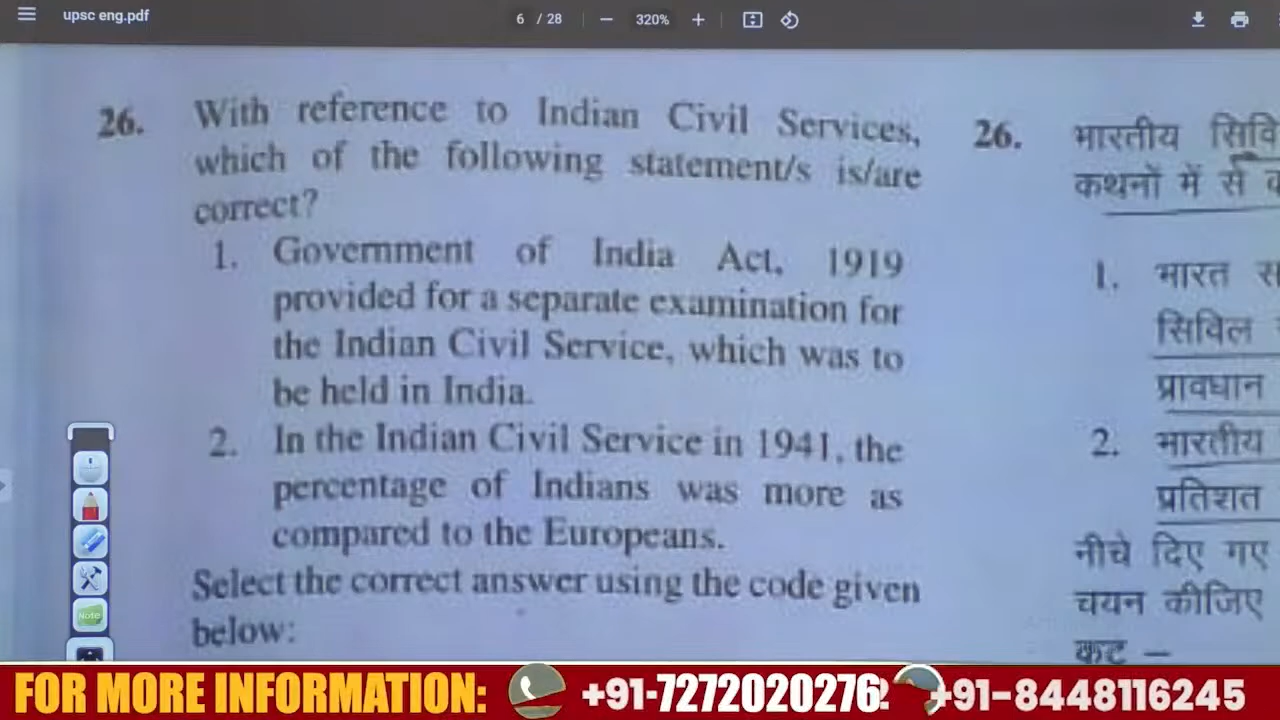 upsc eng.pdf
6 / 28
320%
26. With reference to Indian Civil Services,
which of the following statement/s is/are
correct?
1. Government of India Act, 1919
provided for a separate examination for
the Indian Civil Service, which was to
be held in India.
2. In the Indian Civil Service in 1941, the
percentage of Indians was more as
compared to the Europeans.
Select the correct answer using the code given
below:
26. भारतीय
कथनों में से
1. भारत
सिविल
प्रावधान
2. भारतीय
प्रतिशत
नीचे दिए गए
चयन कीजिए
कूट –
Note
FOR MORE INFORMATION: +91-7272020276 +91-8448116245